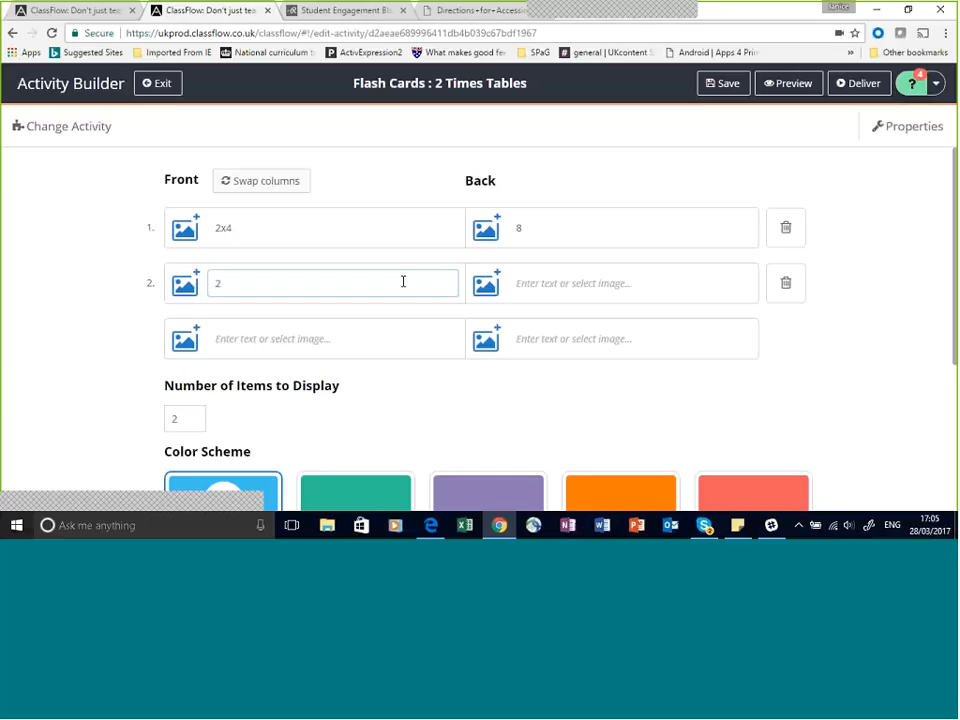 ClassFlow: Don't just tea
ClassFlow: Don't just tea
Student Engagement Bl
Directions+for+Access
Janice
Secure https://ukprod.classflow.co.uk/classflow/#!/edit-activity/d2aeae689996411db4b039c67bdf1967
Apps Suggested Sites Imported From IE National curriculum ActivExpression2 What makes good fe SPaG general | UKcontent Android | Apps 4 Prim » Other bookmarks
Activity Builder Exit Flash Cards : 2 Times Tables Save Preview Deliver ? 4
Change Activity Properties
Front Swap columns Back
1. 2x4 8
2. 2 Enter text or select image...
Enter text or select image... Enter text or select image...
Number of Items to Display
2
Color Scheme
Ask me anything ENG 17:05
28/03/2017